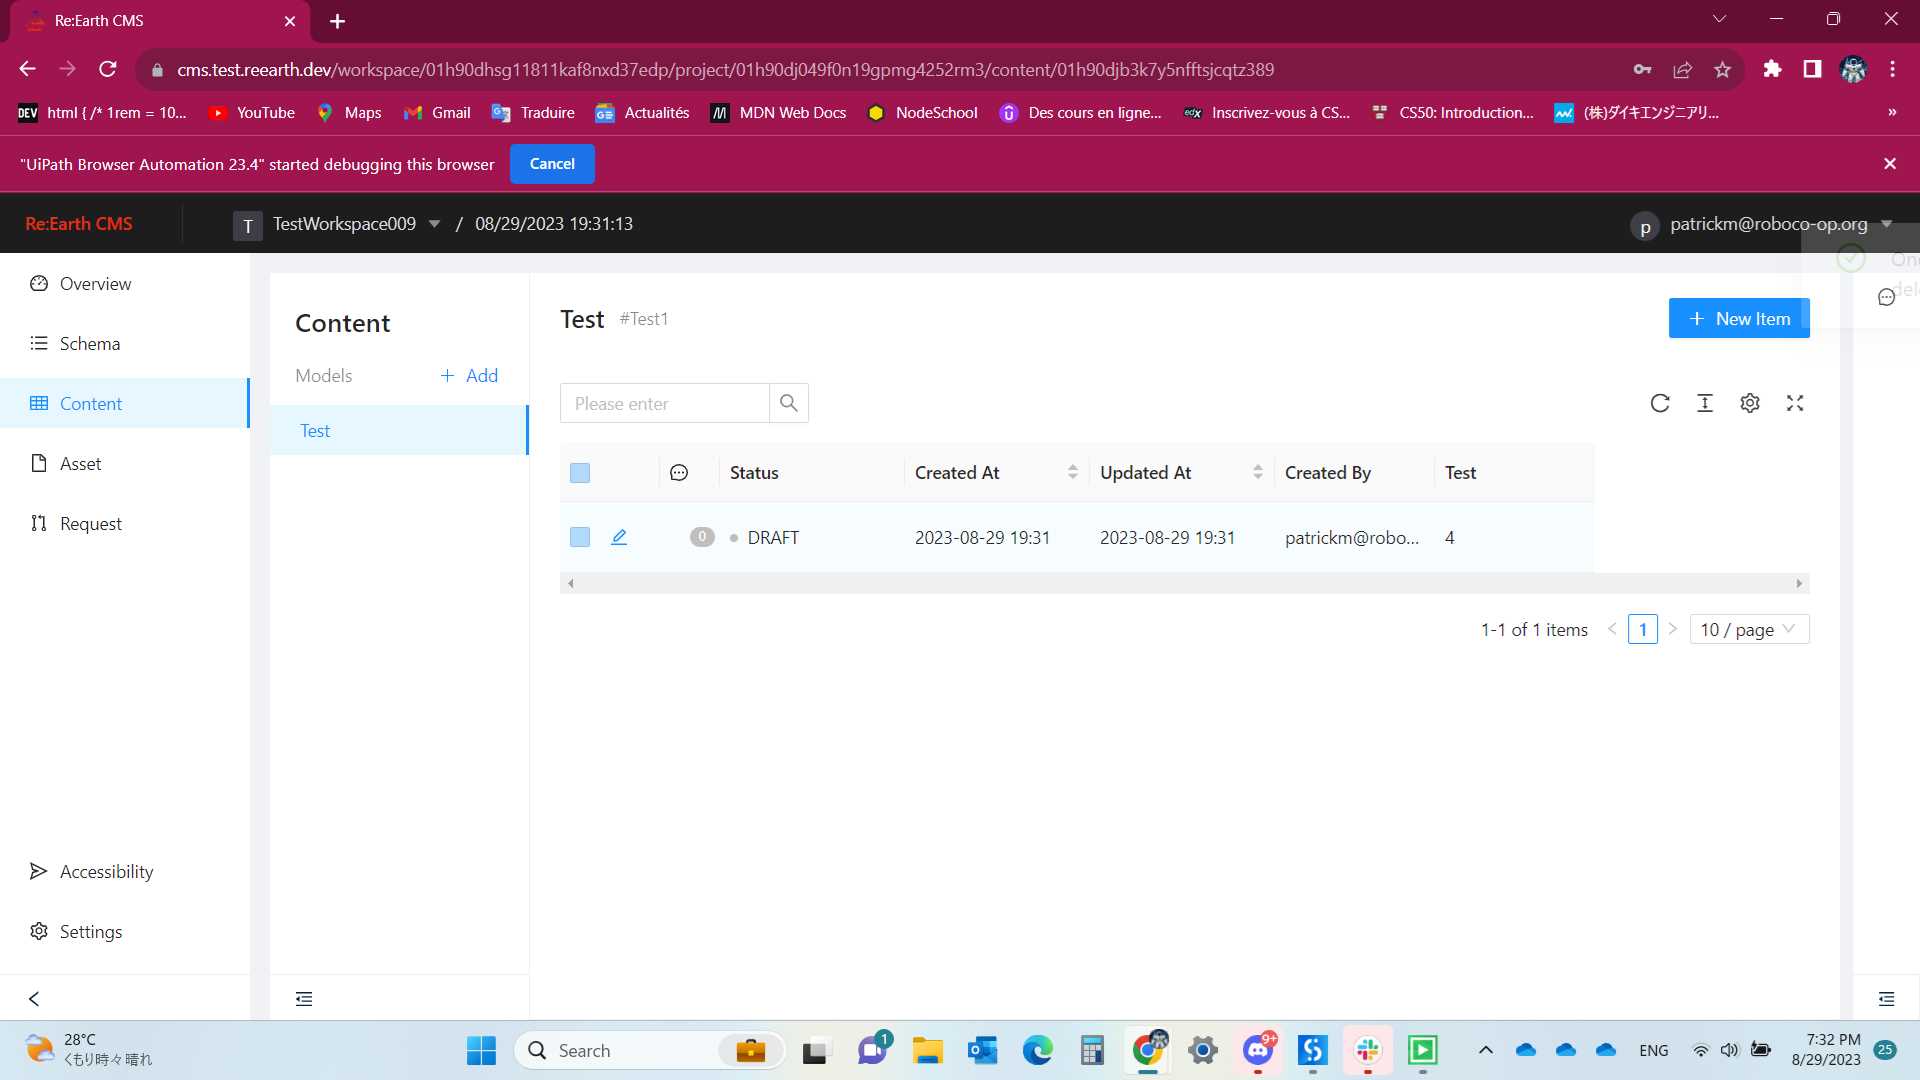 Re:Earth CMS
cms.test.reearth.dev/workspace/01h90dhsg11811kaf8nxd37edp/project/01h90dj049f0n19gpmg4252rm3/content/01h90djb3k7y5nfftsjcqtz389
DEV html { /* 1rem = 10... YouTube Maps Gmail Traduire Actualités MDN Web Docs NodeSchool Des cours en ligne... Inscrivez-vous à CS... CS50: Introduction... (株)ダイキエンジニアリ... »
"UiPath Browser Automation 23.4" started debugging this browser Cancel
Re:Earth CMS T TestWorkspace009 / 08/29/2023 19:31:13 p patrickm@roboco-op.org
Overview
Schema
Content
Asset
Request
Accessibility
Settings
Content
Models + Add
Test
Test #Test1
+ New Item
Please enter
Status Created At Updated At Created By Test
0 DRAFT 2023-08-29 19:31 2023-08-29 19:31 patrickm@robo... 4
1-1 of 1 items < 1 > 10 / page
28°C
くもり時々晴れ
Search
1
9+
ENG
7:32 PM
8/29/2023
25